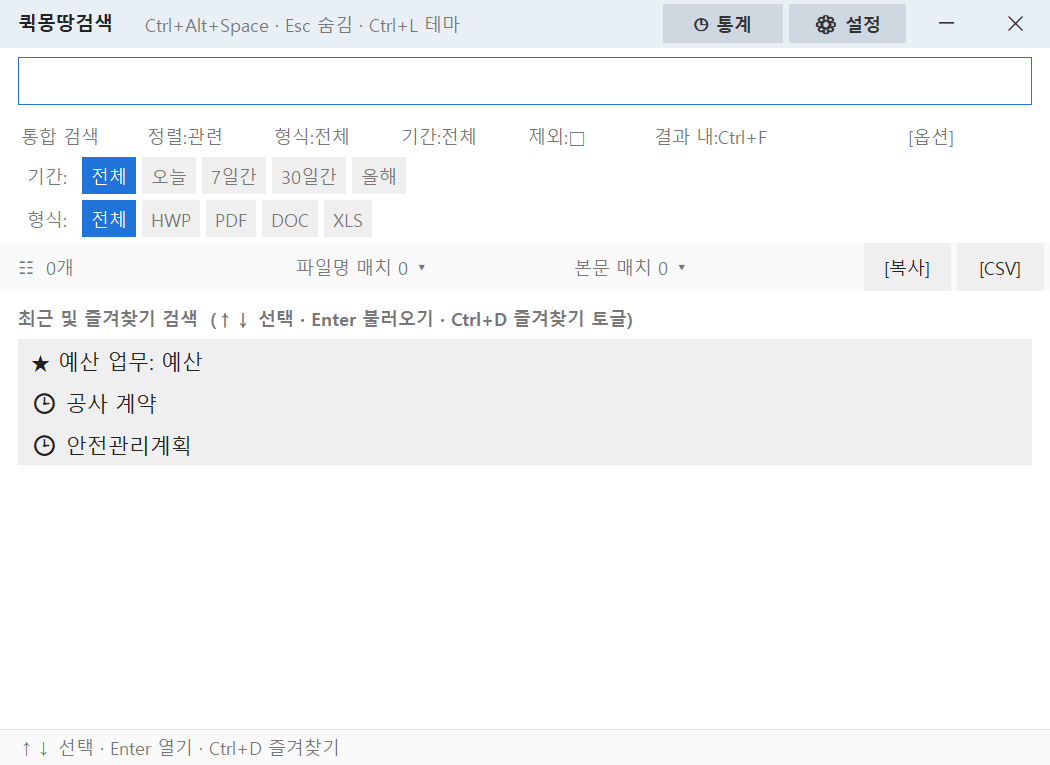 퀵몽땅검색 Ctrl+Alt+Space · Esc 숨김 · Ctrl+L 테마 통계 설정
통합 검색 정렬:관련 형식:전체 기간:전체 제외:□ 결과 내:Ctrl+F [옵션]
기간: 전체 오늘 7일간 30일간 올해
형식: 전체 HWP PDF DOC XLS
☷ 0개 파일명 매치 0 ▾ 본문 매치 0 ▾ [복사] [CSV]
최근 및 즐겨찾기 검색 (↑↓ 선택 · Enter 불러오기 · Ctrl+D 즐겨찾기 토글)
★ 예산 업무: 예산
공사 계약
안전관리계획
↑↓ 선택 · Enter 열기 · Ctrl+D 즐겨찾기